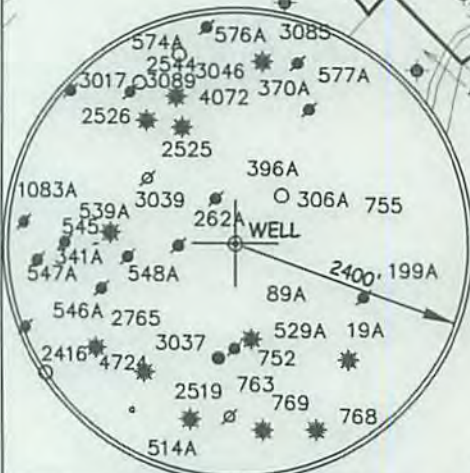 576A 3085
574A
2544 3046 577A
3017 3089 370A
4072
2526
2525
396A
3039 306A 755
1083A
539A 262A
545
WELL
341A
547A 548A
2400' 199A
89A
546A 2765
529A 19A
3037
2416 752
4724
2519 763
769 768
514A